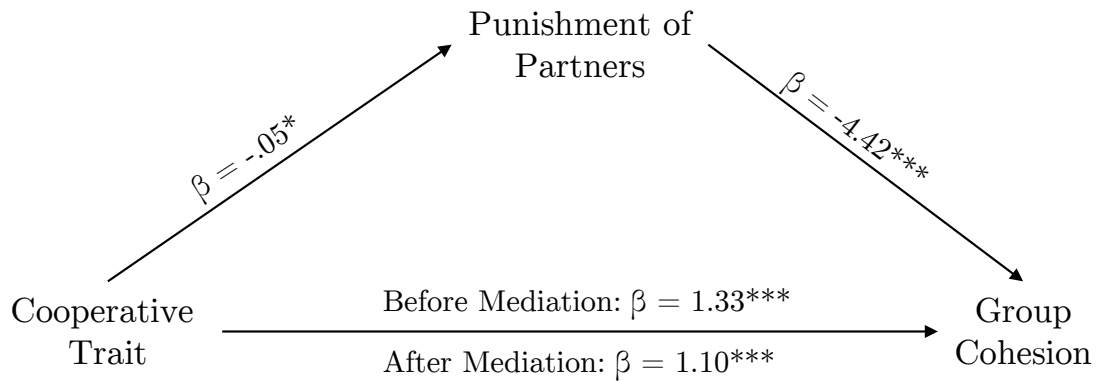 Punishment of
Partners
β = -.05*
β = -4.42***
Cooperative
Trait
Before Mediation: β = 1.33***
After Mediation: β = 1.10***
Group
Cohesion